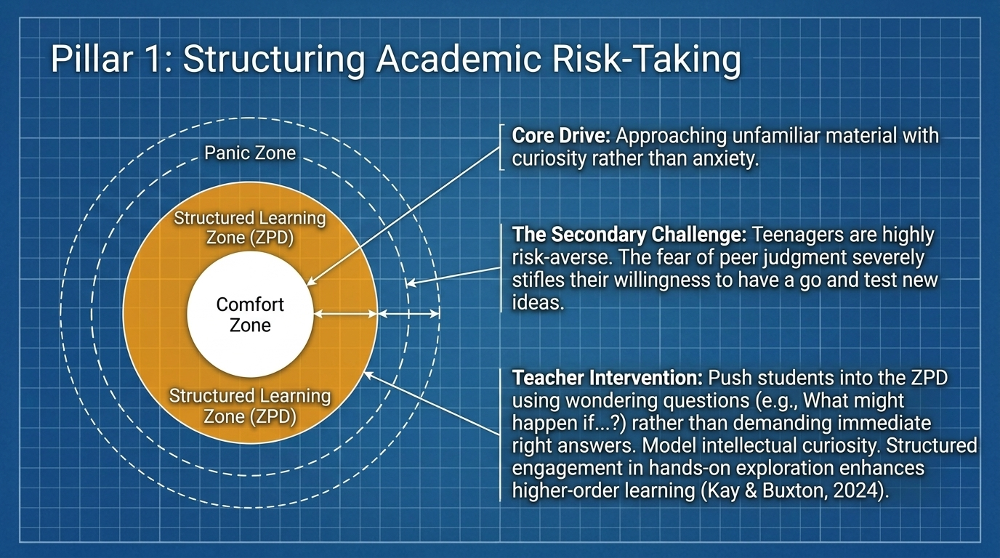 Pillar 1: Structuring Academic Risk-Taking
Panic Zone
Structured Learning
Zone (ZPD)
Comfort
Zone
Structured Learning
Zone (ZPD)
Core Drive: Approaching unfamiliar material with
curiosity rather than anxiety.
The Secondary Challenge: Teenagers are highly
risk-averse. The fear of peer judgment severely
stifles their willingness to have a go and test new
ideas.
Teacher Intervention: Push students into the ZPD
using wondering questions (e.g., What might
happen if...?) rather than demanding immediate
right answers. Model intellectual curiosity. Structured
engagement in hands-on exploration enhances
higher-order learning (Kay & Buxton, 2024).